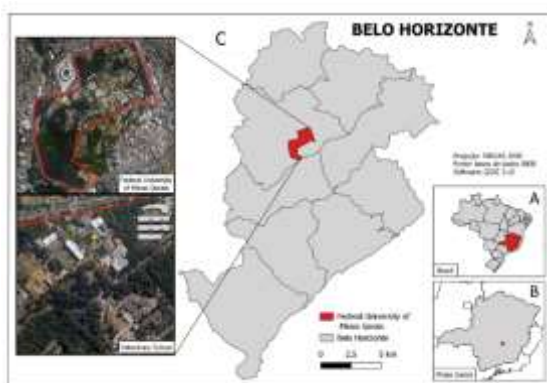 C
BELO HORIZONTE
N
Federal University
of Minas Gerais
A
Brasil
B
Minas Gerais
Veterinary School
Federal University of
Minas Gerais
Belo Horizonte
0 2,5 5 km